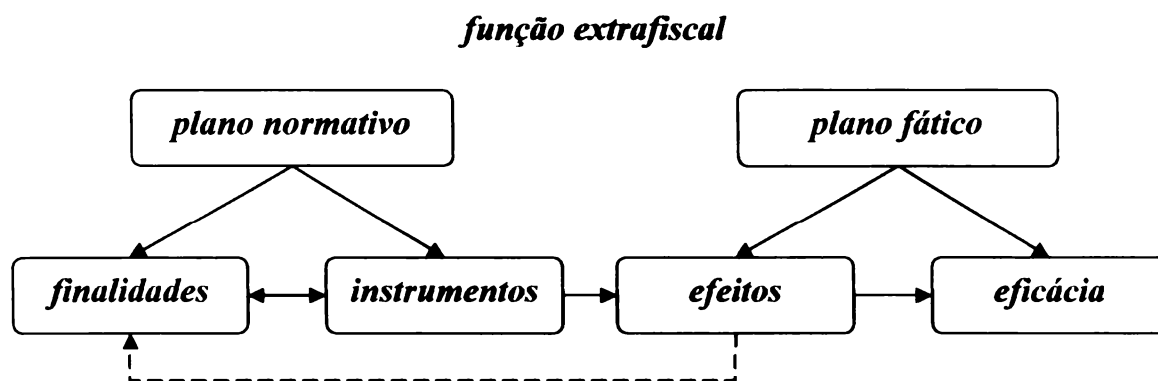 função extrafiscal
plano normativo
plano fático
finalidades
instrumentos
efeitos
eficácia